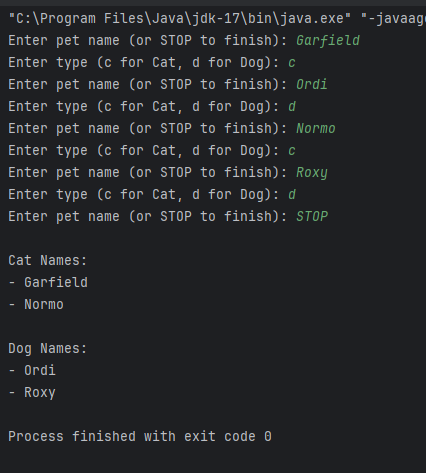 "C:\Program Files\Java\jdk-17\bin\java.exe" "-javaage
Enter pet name (or STOP to finish): Garfield
Enter type (c for Cat, d for Dog): c
Enter pet name (or STOP to finish): Ordi
Enter type (c for Cat, d for Dog): d
Enter pet name (or STOP to finish): Normo
Enter type (c for Cat, d for Dog): c
Enter pet name (or STOP to finish): Roxy
Enter type (c for Cat, d for Dog): d
Enter pet name (or STOP to finish): STOP
Cat Names:
- Garfield
- Normo
Dog Names:
- Ordi
- Roxy
Process finished with exit code 0